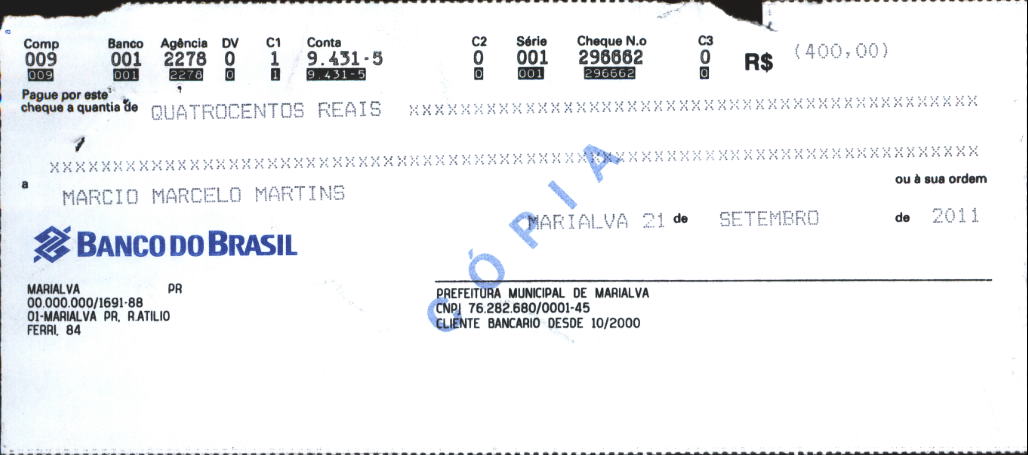 Comp Banco Agência DV C1 Conta C2 Série Cheque N.o C3
009 001 2278 0 1 9.431-5 0 001 296662 0 R$ (400,00)
009 001 2278 0 1 9.431-5 0 001 296662 0
Pague por este
cheque a quantia de QUATROCENTOS REAIS XXXXXXXXXXXXXXXXXXXXXXXXXXXXXXXXXXXXXXXXXXXXXXXX
XXXXXXXXXXXXXXXXXXXXXXXXXXXXXXXXXXXXXXXXXXXXXXXXXXXXXXXXXXXXXXXXXXXXXXXXXXXXXXX
a MARCIO MARCELO MARTINS ou à sua ordem
MARIALVA 21 de SETEMBRO de 2011
BANCO DO BRASIL
CÓPIA
MARIALVA PR
00.000.000/1691-88
01-MARIALVA PR, R.ATILIO
FERRI, 84
PREFEITURA MUNICIPAL DE MARIALVA
CNPJ 76.282.680/0001-45
CLIENTE BANCARIO DESDE 10/2000